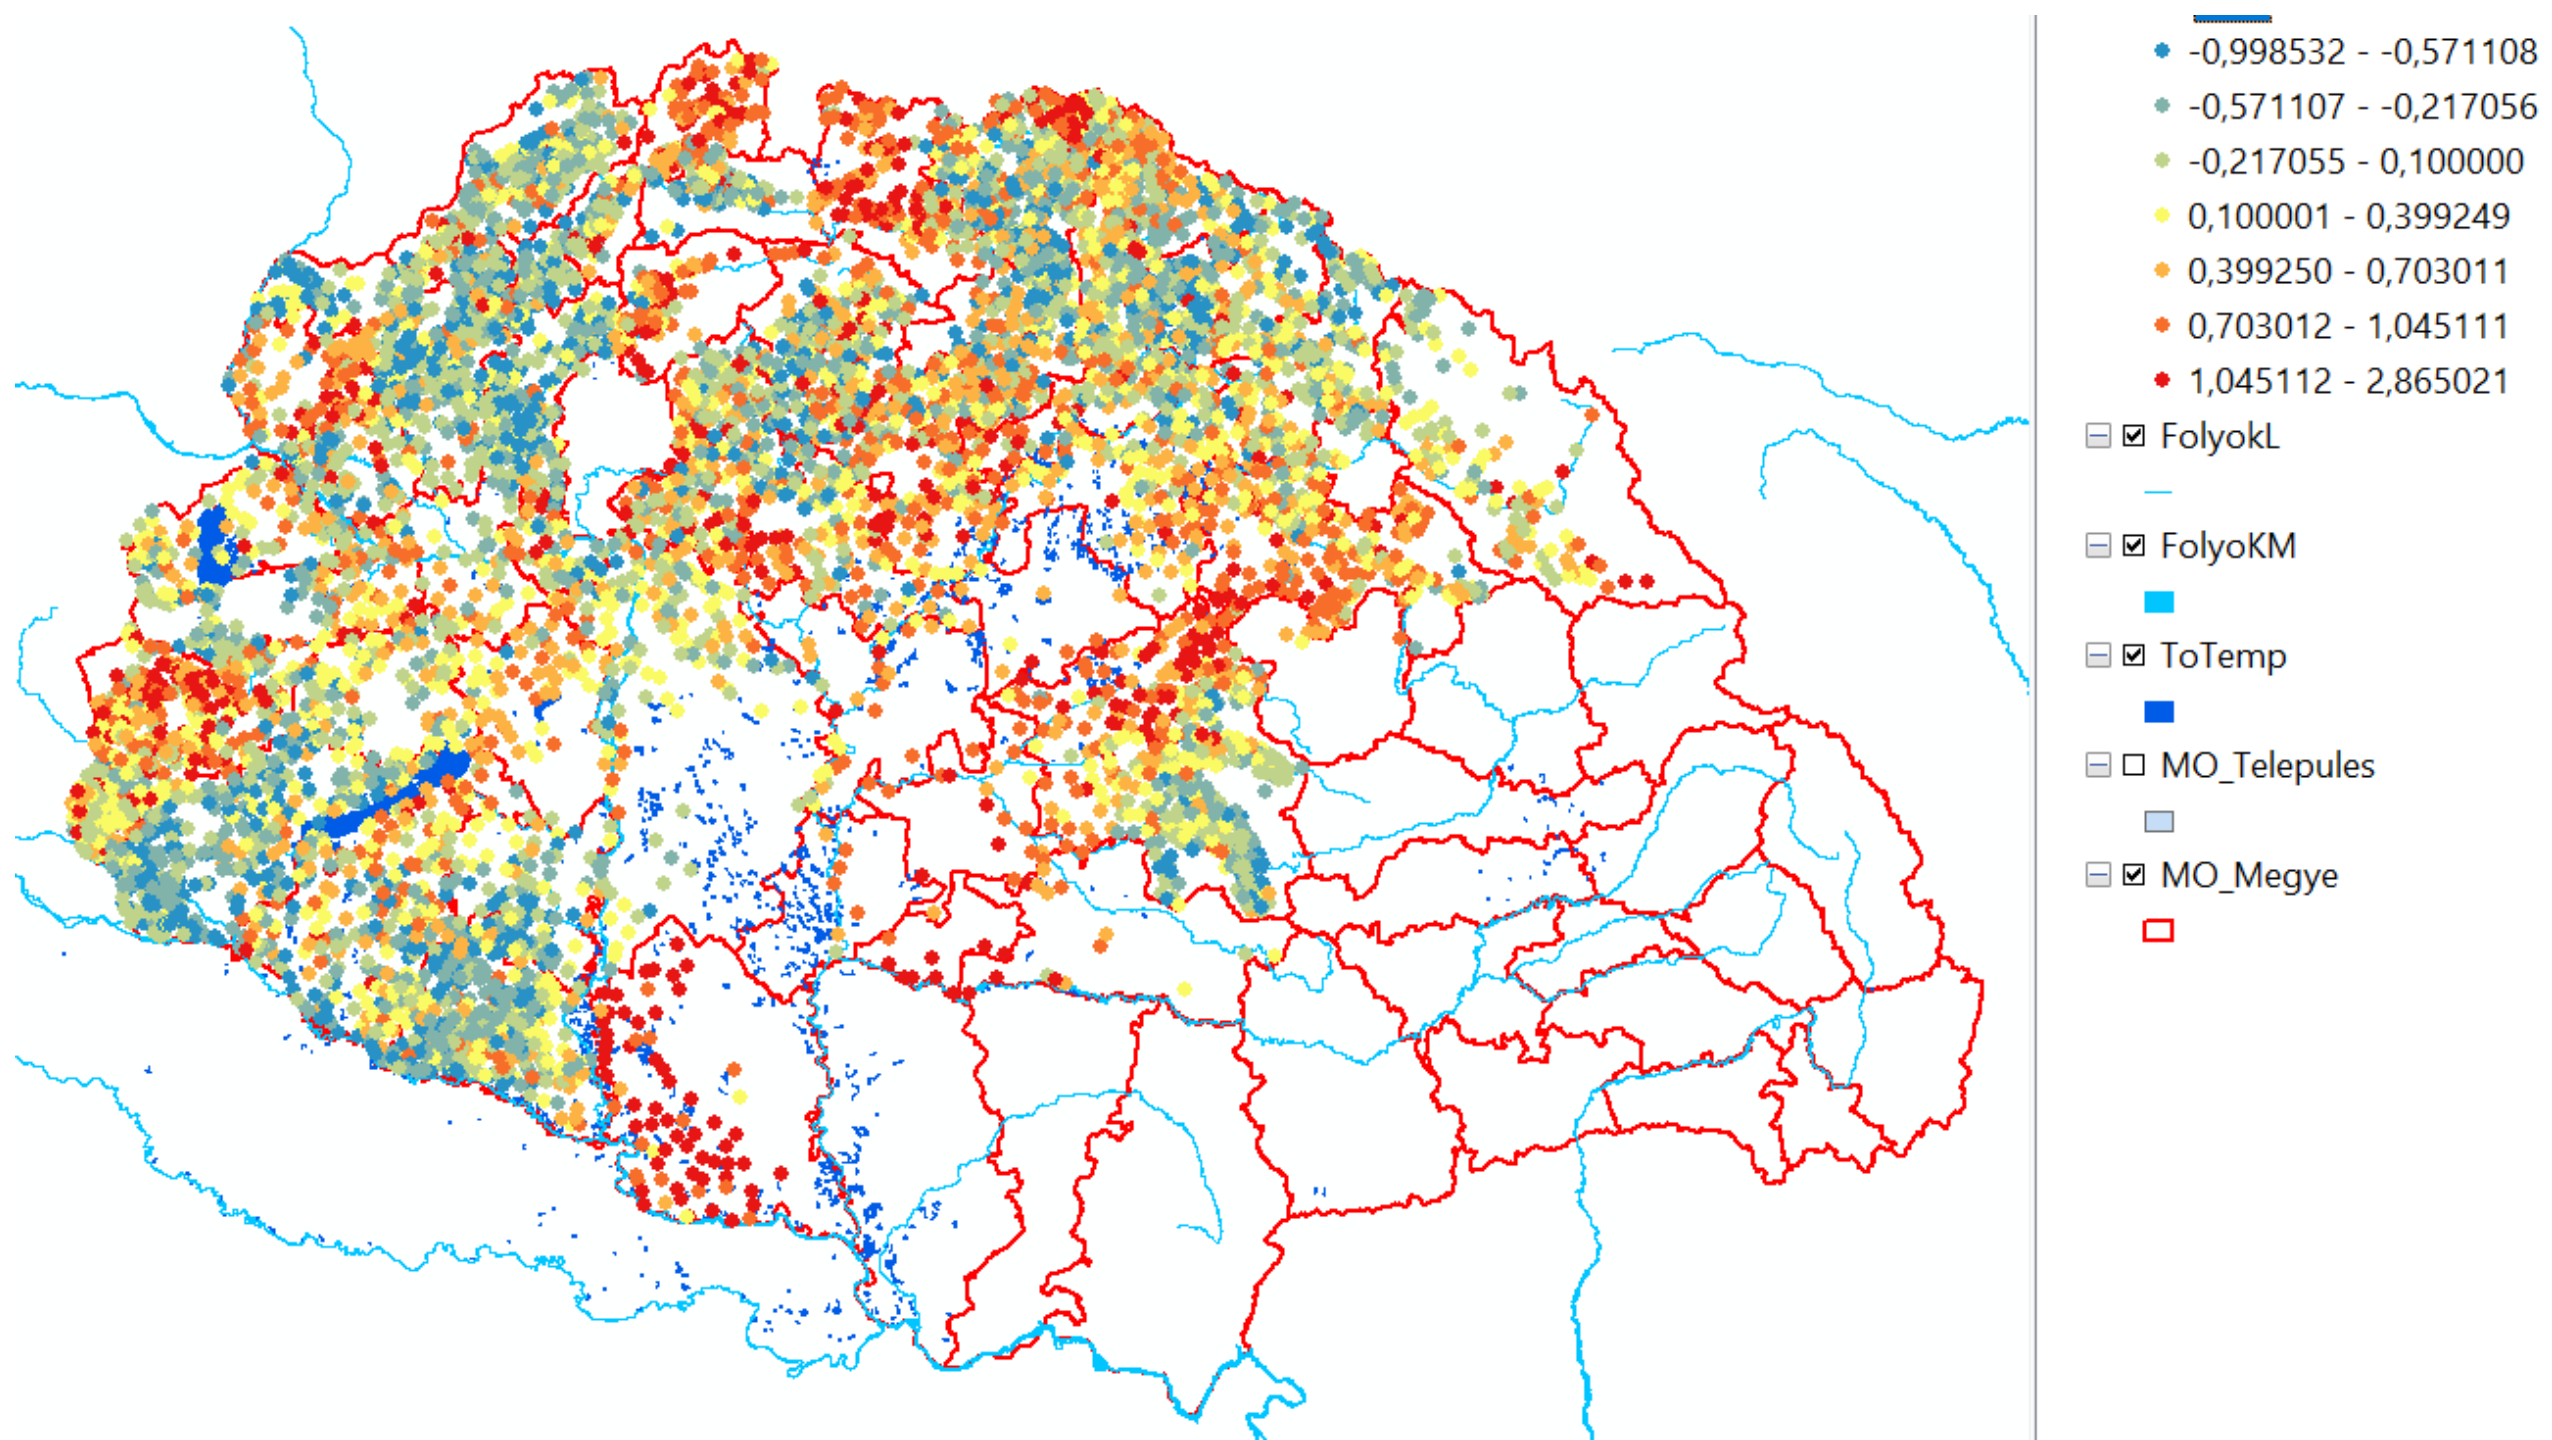 -0,998532 - -0,571108
-0,571107 - -0,217056
-0,217055 - 0,100000
0,100001 - 0,399249
0,399250 - 0,703011
0,703012 - 1,045111
1,045112 - 2,865021
FolyokL
FolyoKM
ToTemp
MO_Telepules
MO_Megye